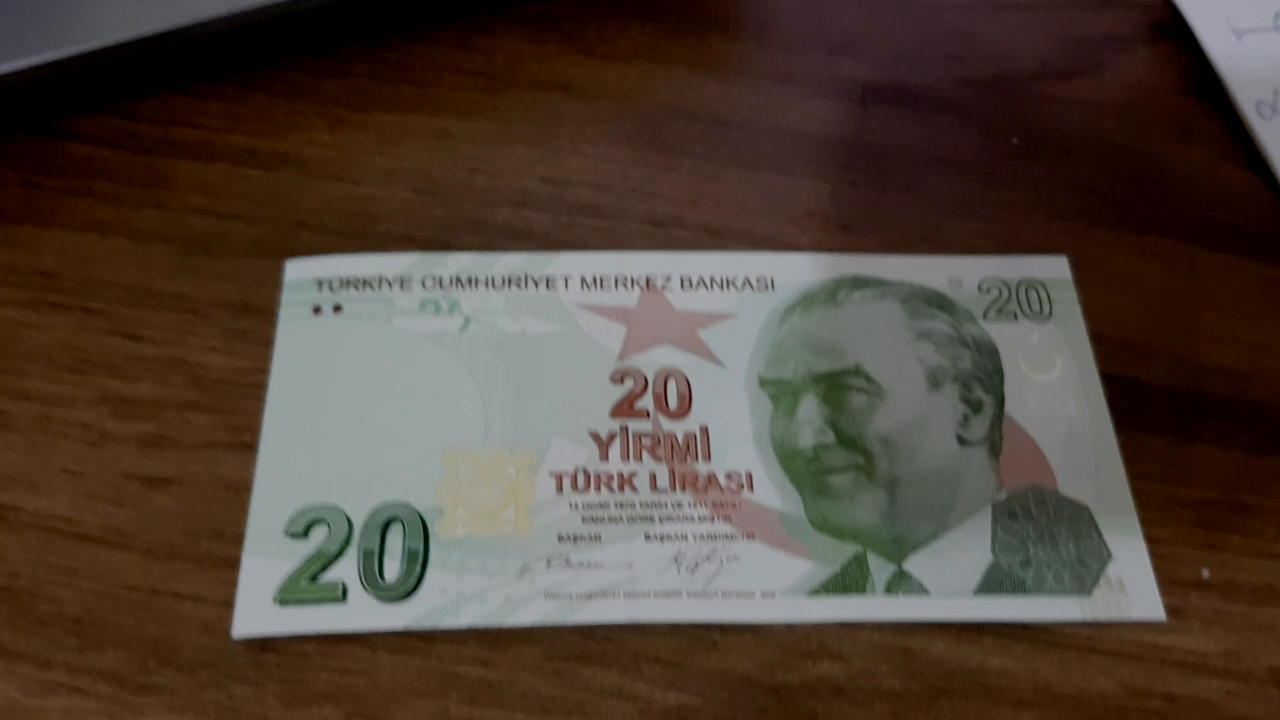 TÜRKİYE CUMHURİYET MERKEZ BANKASI
20
20
YİRMİ
TÜRK LİRASI
BAŞKAN BAŞKAN YARDIMCISI
20